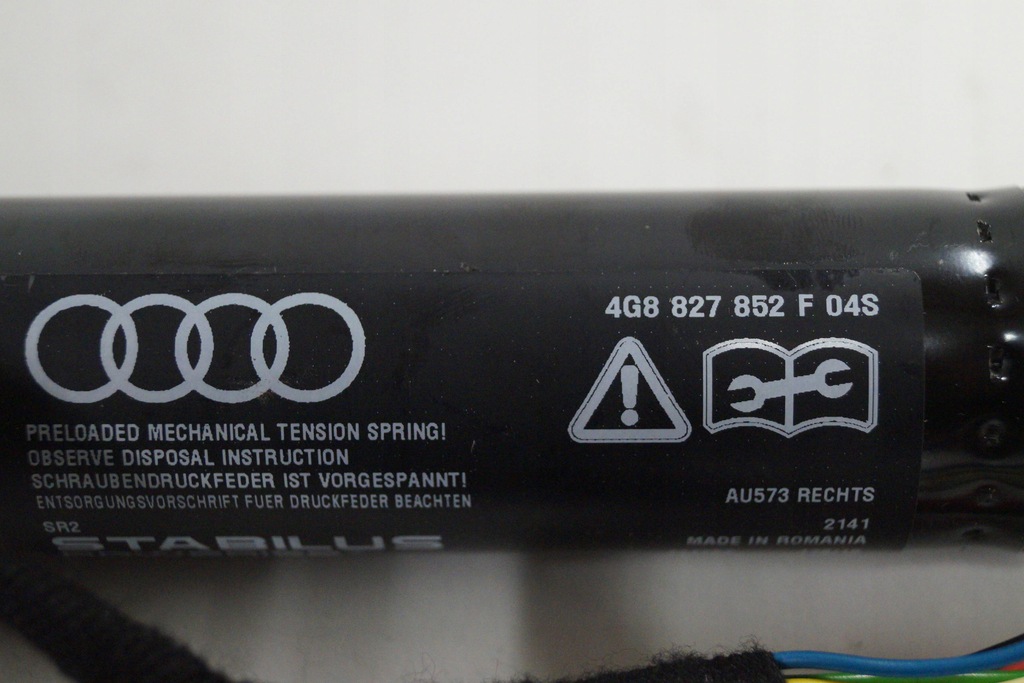 4G8 827 852 F 04S
PRELOADED MECHANICAL TENSION SPRING!
OBSERVE DISPOSAL INSTRUCTION
SCHRAUBENDRUCKFEDER IST VORGESPANNT!
ENTSORGUNGSVORSCHRIFT FUER DRUCKFEDER BEACHTEN
AU573 RECHTS
SR2
2141
STABILUS
MADE IN ROMANIA